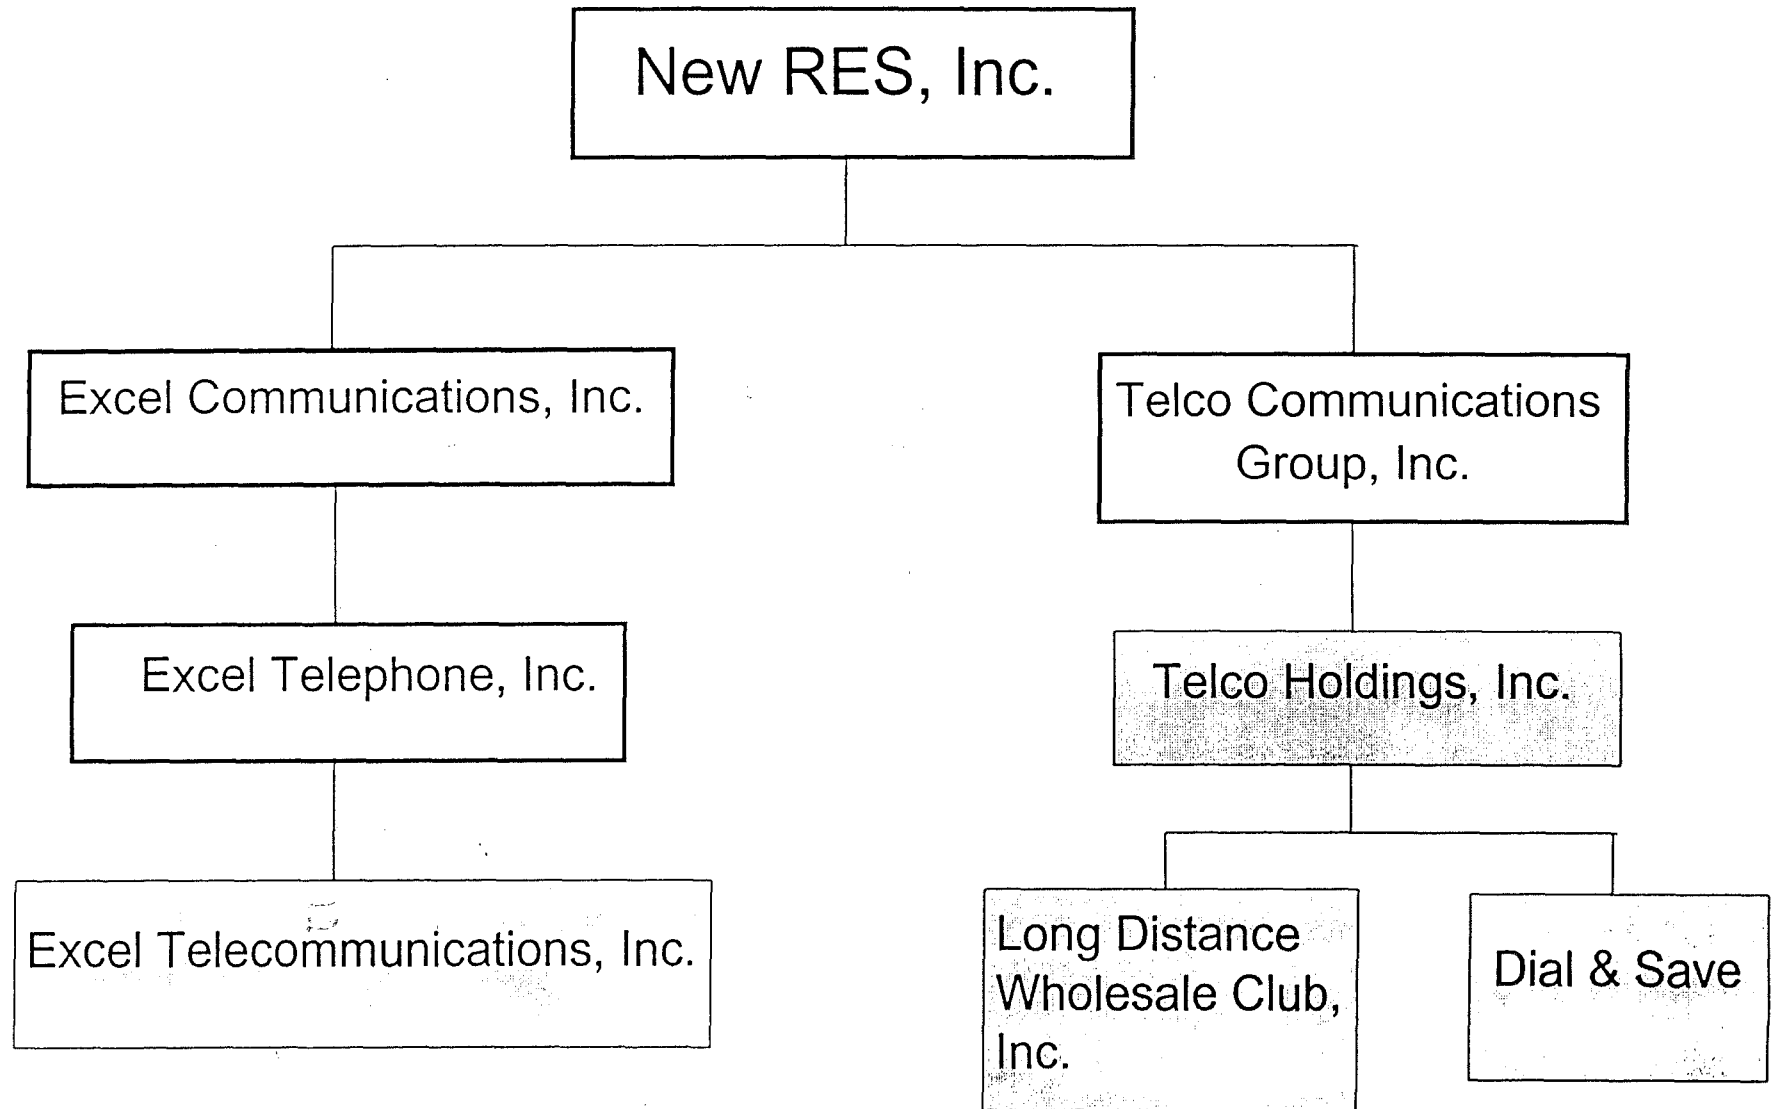 New RES, Inc.
Excel Communications, Inc.
Telco Communications
Group, Inc.
Excel Telephone, Inc.
Telco Holdings, Inc.
Excel Telecommunications, Inc.
Long Distance
Wholesale Club,
Inc.
Dial & Save